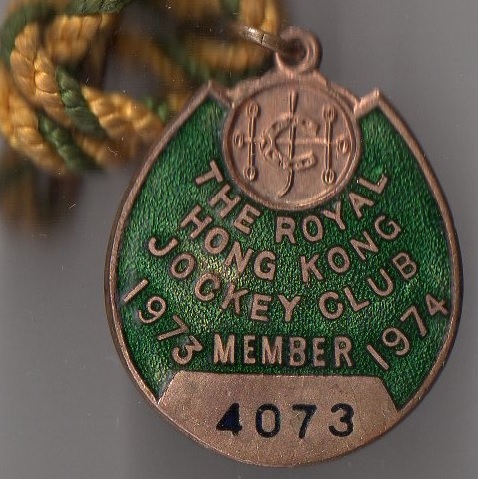 THE ROYAL
HONG KONG
JOCKEY CLUB
1973 MEMBER 1974
4073